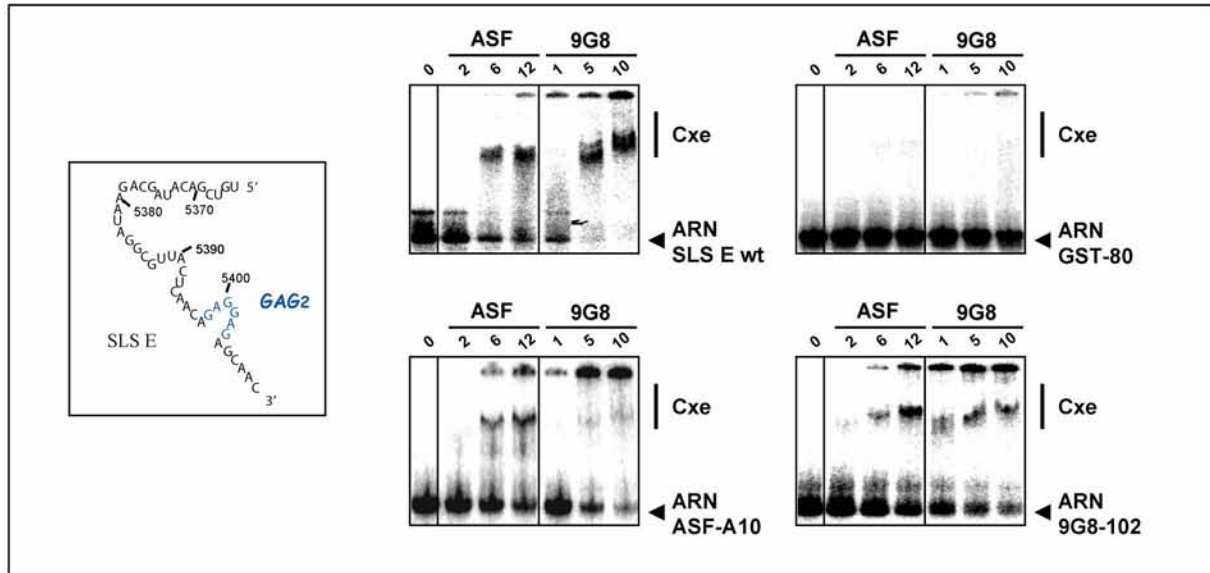 GACGAUACAGCUGU 5'
AAUAGGCGUUACUCAACAGAGGAGAGCAAC
3'
5370
5380
5390
5400
GAG2
SLS E
ASF 9G8
0 2 6 12 1 5 10
Cxe
ARN
SLS E wt
ASF 9G8
0 2 6 12 1 5 10
Cxe
ARN
GST-80
ASF 9G8
0 2 6 12 1 5 10
Cxe
ARN
ASF-A10
ASF 9G8
0 2 6 12 1 5 10
Cxe
ARN
9G8-102